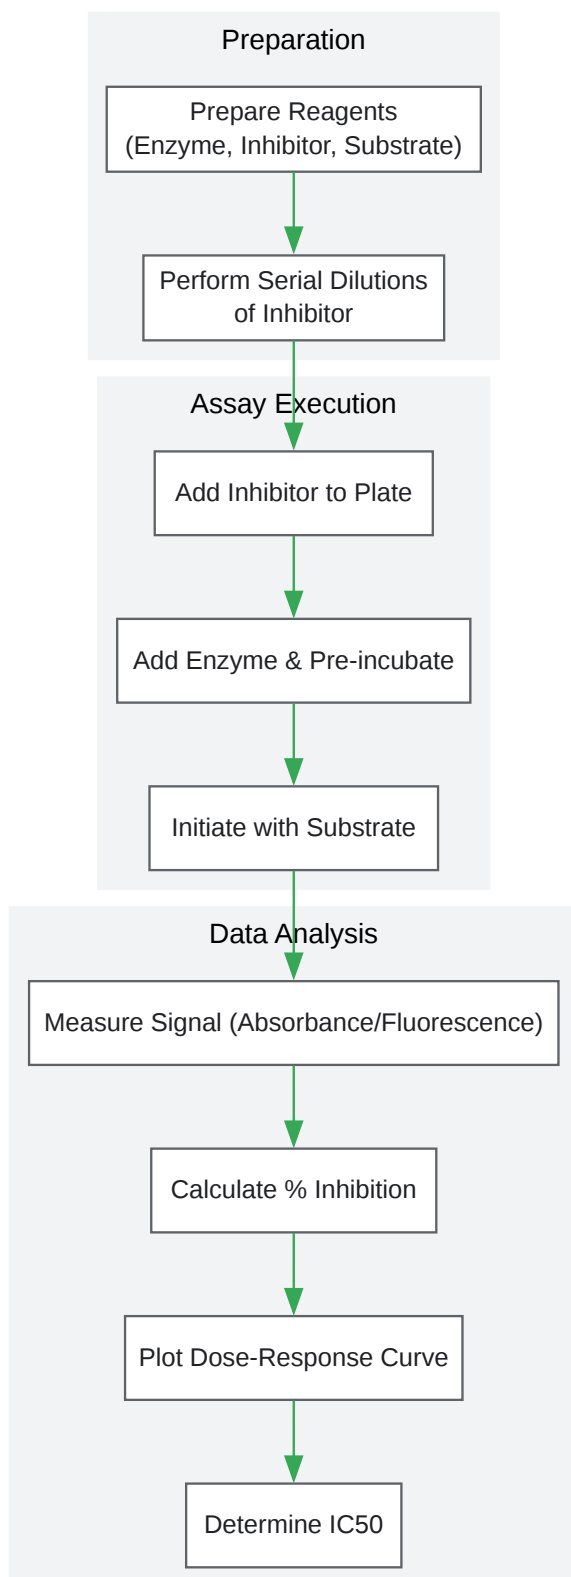 Preparation
Prepare Reagents
(Enzyme, Inhibitor, Substrate)
Perform Serial Dilutions
of Inhibitor
Assay Execution
Add Inhibitor to Plate
Add Enzyme & Pre-incubate
Initiate with Substrate
Data Analysis
Measure Signal (Absorbance/Fluorescence)
Calculate % Inhibition
Plot Dose-Response Curve
Determine IC50